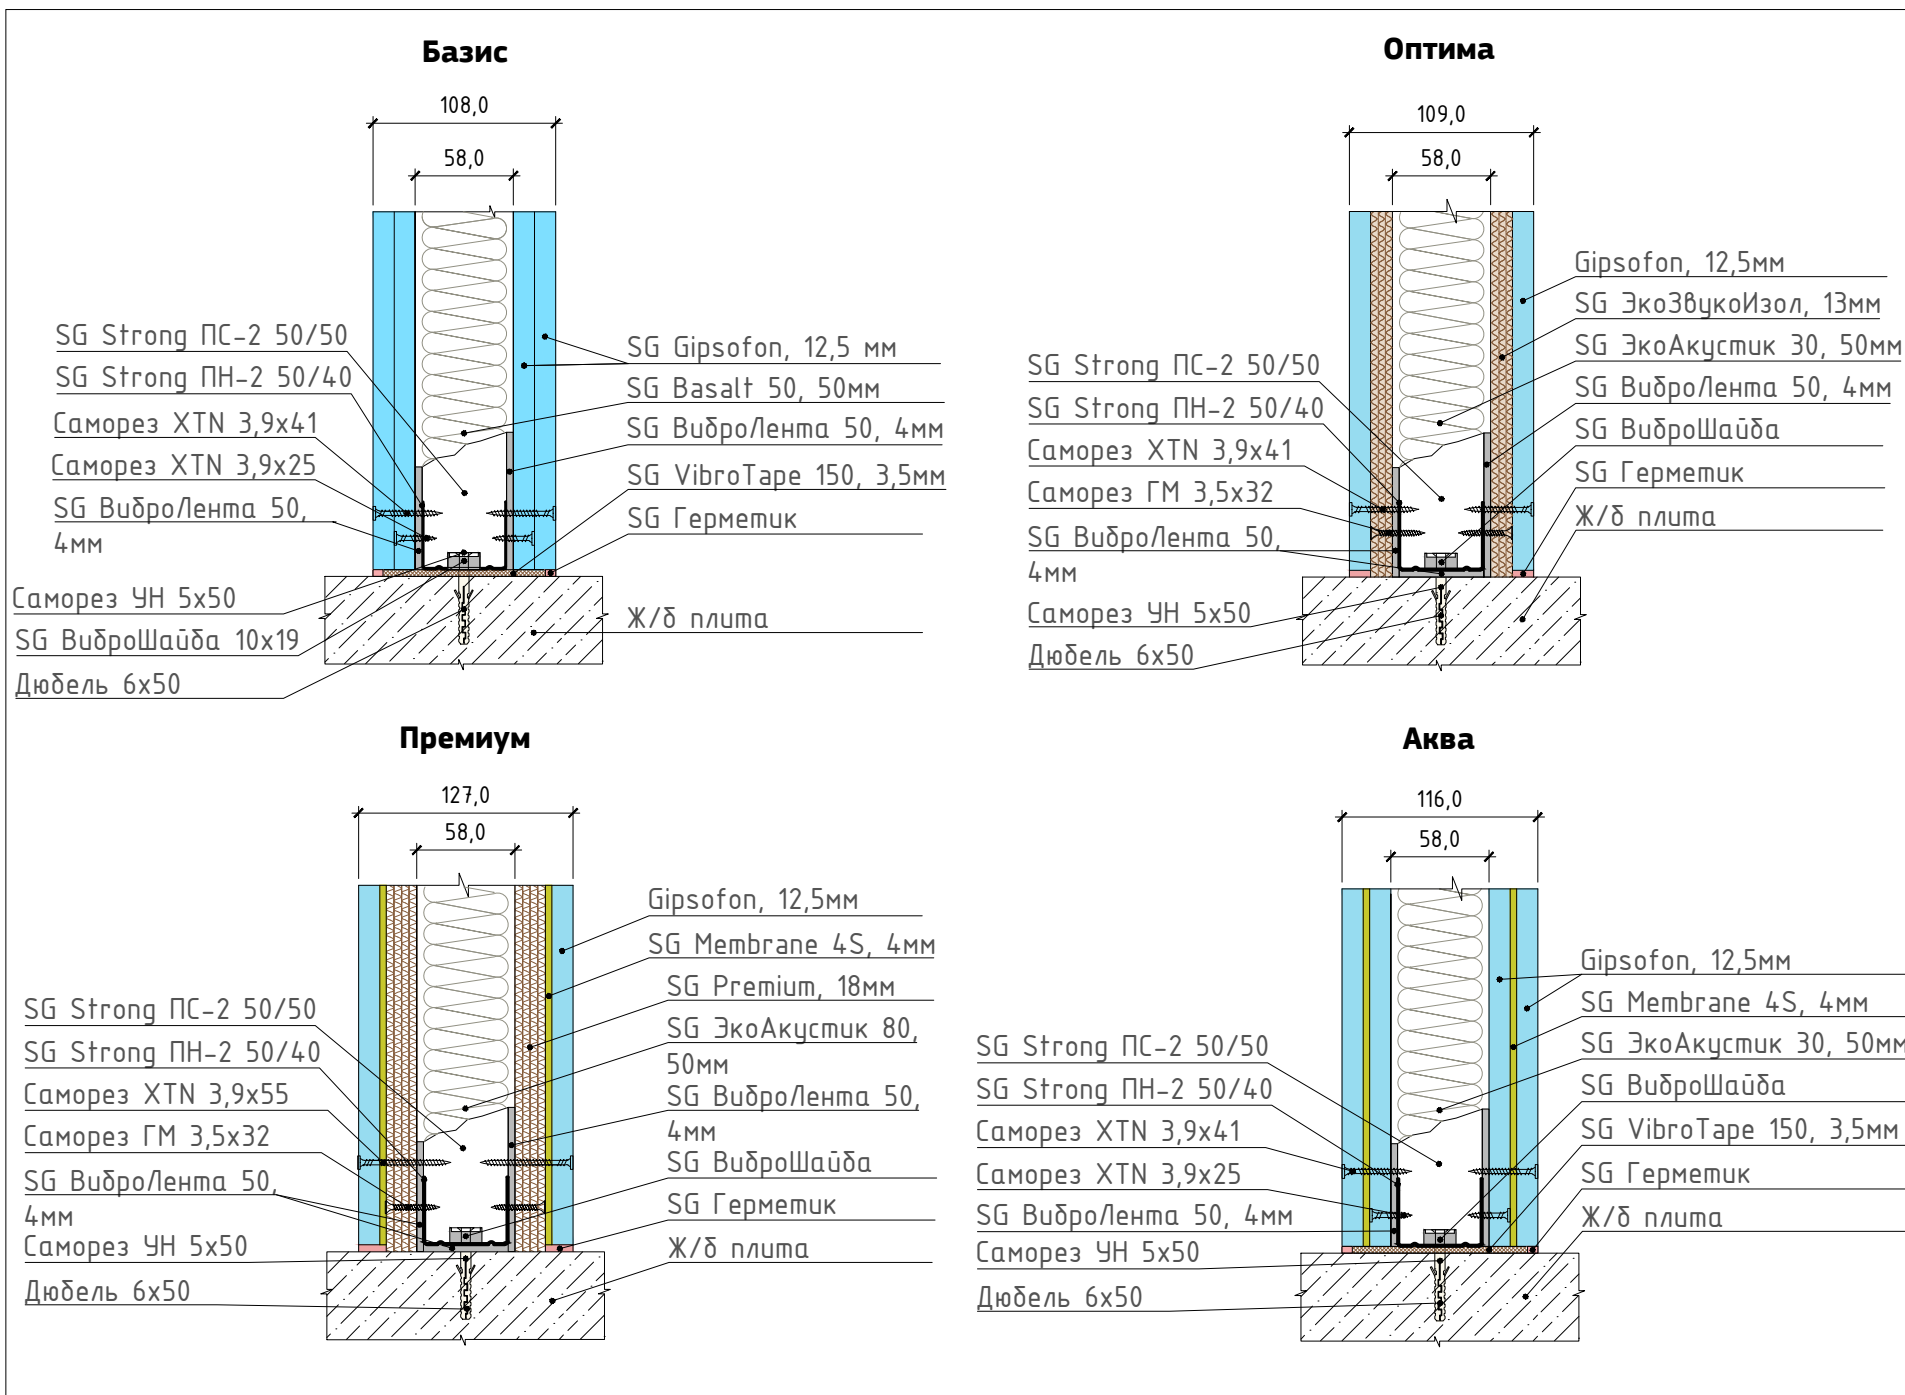 Базис
108,0
58,0
SG Strong ПС-2 50/50
SG Strong ПН-2 50/40
Саморез XTN 3,9x41
Саморез XTN 3,9x25
SG ВиброЛента 50,
4мм
Саморез УН 5x50
SG ВиброШайба 10x19
Дюбель 6x50
SG Gipsofon, 12,5 мм
SG Basalt 50, 50мм
SG ВиброЛента 50, 4мм
SG VibroTape 150, 3,5мм
SG Герметик
Ж/б плита
Оптима
109,0
58,0
SG Strong ПС-2 50/50
SG Strong ПН-2 50/40
Саморез XTN 3,9x41
Саморез ГМ 3,5x32
SG ВиброЛента 50,
4мм
Саморез УН 5x50
Дюбель 6x50
Gipsofon, 12,5мм
SG ЭкоЗвукоИзол, 13мм
SG ЭкоАкустик 30, 50мм
SG ВиброЛента 50, 4мм
SG ВиброШайба
SG Герметик
Ж/б плита
Премиум
127,0
58,0
SG Strong ПС-2 50/50
SG Strong ПН-2 50/40
Саморез XTN 3,9x55
Саморез ГМ 3,5x32
SG ВиброЛента 50,
4мм
Саморез УН 5x50
Дюбель 6x50
Gipsofon, 12,5мм
SG Membrane 4S, 4мм
SG Premium, 18мм
SG ЭкоАкустик 80,
50мм
SG ВиброЛента 50,
4мм
SG ВиброШайба
SG Герметик
Ж/б плита
Аква
116,0
58,0
SG Strong ПС-2 50/50
SG Strong ПН-2 50/40
Саморез XTN 3,9x41
Саморез XTN 3,9x25
SG ВиброЛента 50, 4мм
Саморез УН 5x50
Дюбель 6x50
Gipsofon, 12,5мм
SG Membrane 4S, 4мм
SG ЭкоАкустик 30, 50мм
SG ВиброШайба
SG VibroTape 150, 3,5мм
SG Герметик
Ж/б плита